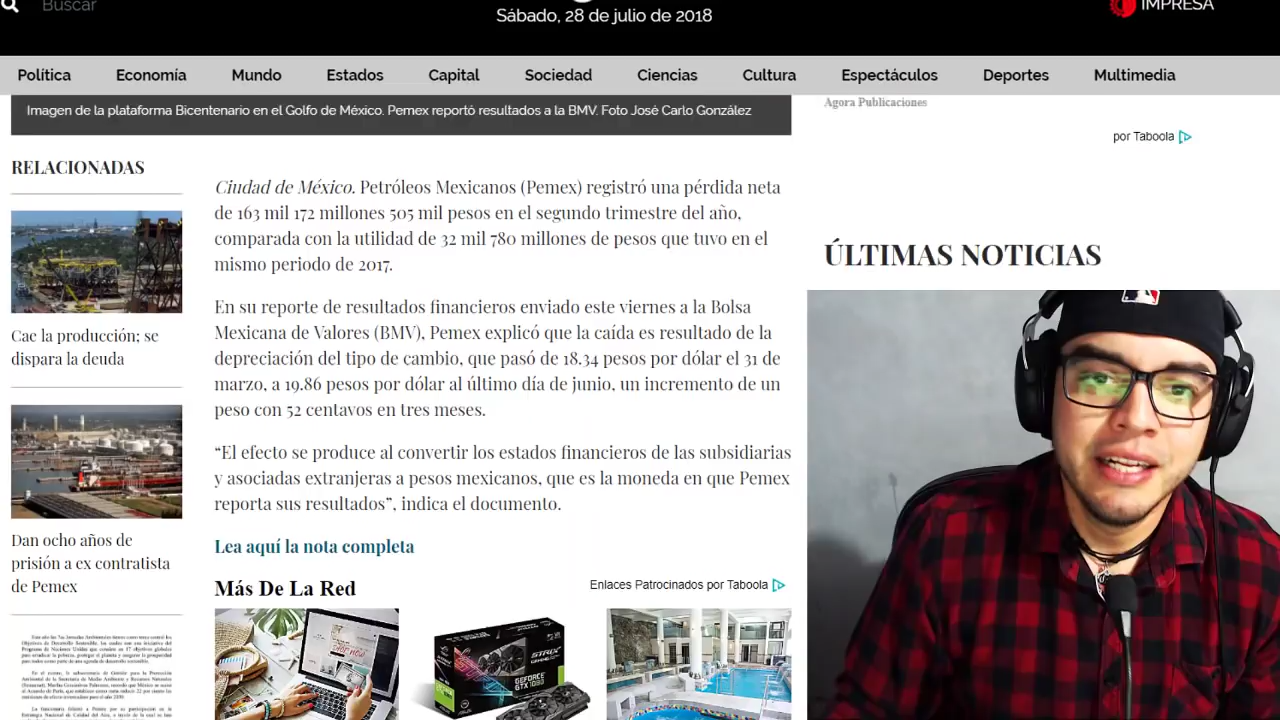 Buscar
Sábado, 28 de julio de 2018
IMPRESA
Política Economía Mundo Estados Capital Sociedad Ciencias Cultura Espectáculos Deportes Multimedia
Imagen de la plataforma Bicentenario en el Golfo de México. Pemex reportó resultados a la BMV. Foto José Carlo González
Agora Publicaciones
por Taboola
RELACIONADAS
Cae la producción; se
dispara la deuda
Dan ocho años de
prisión a ex contratista
de Pemex
Ciudad de México. Petróleos Mexicanos (Pemex) registró una pérdida neta
de 163 mil 172 millones 505 mil pesos en el segundo trimestre del año,
comparada con la utilidad de 32 mil 780 millones de pesos que tuvo en el
mismo periodo de 2017.
En su reporte de resultados financieros enviado este viernes a la Bolsa
Mexicana de Valores (BMV), Pemex explicó que la caída es resultado de la
depreciación del tipo de cambio, que pasó de 18.34 pesos por dólar el 31 de
marzo, a 19.86 pesos por dólar al último día de junio, un incremento de un
peso con 52 centavos en tres meses.
“El efecto se produce al convertir los estados financieros de las subsidiarias
y asociadas extranjeras a pesos mexicanos, que es la moneda en que Pemex
reporta sus resultados”, indica el documento.
Lea aquí la nota completa
Más De La Red
Enlaces Patrocinados por Taboola
ÚLTIMAS NOTICIAS